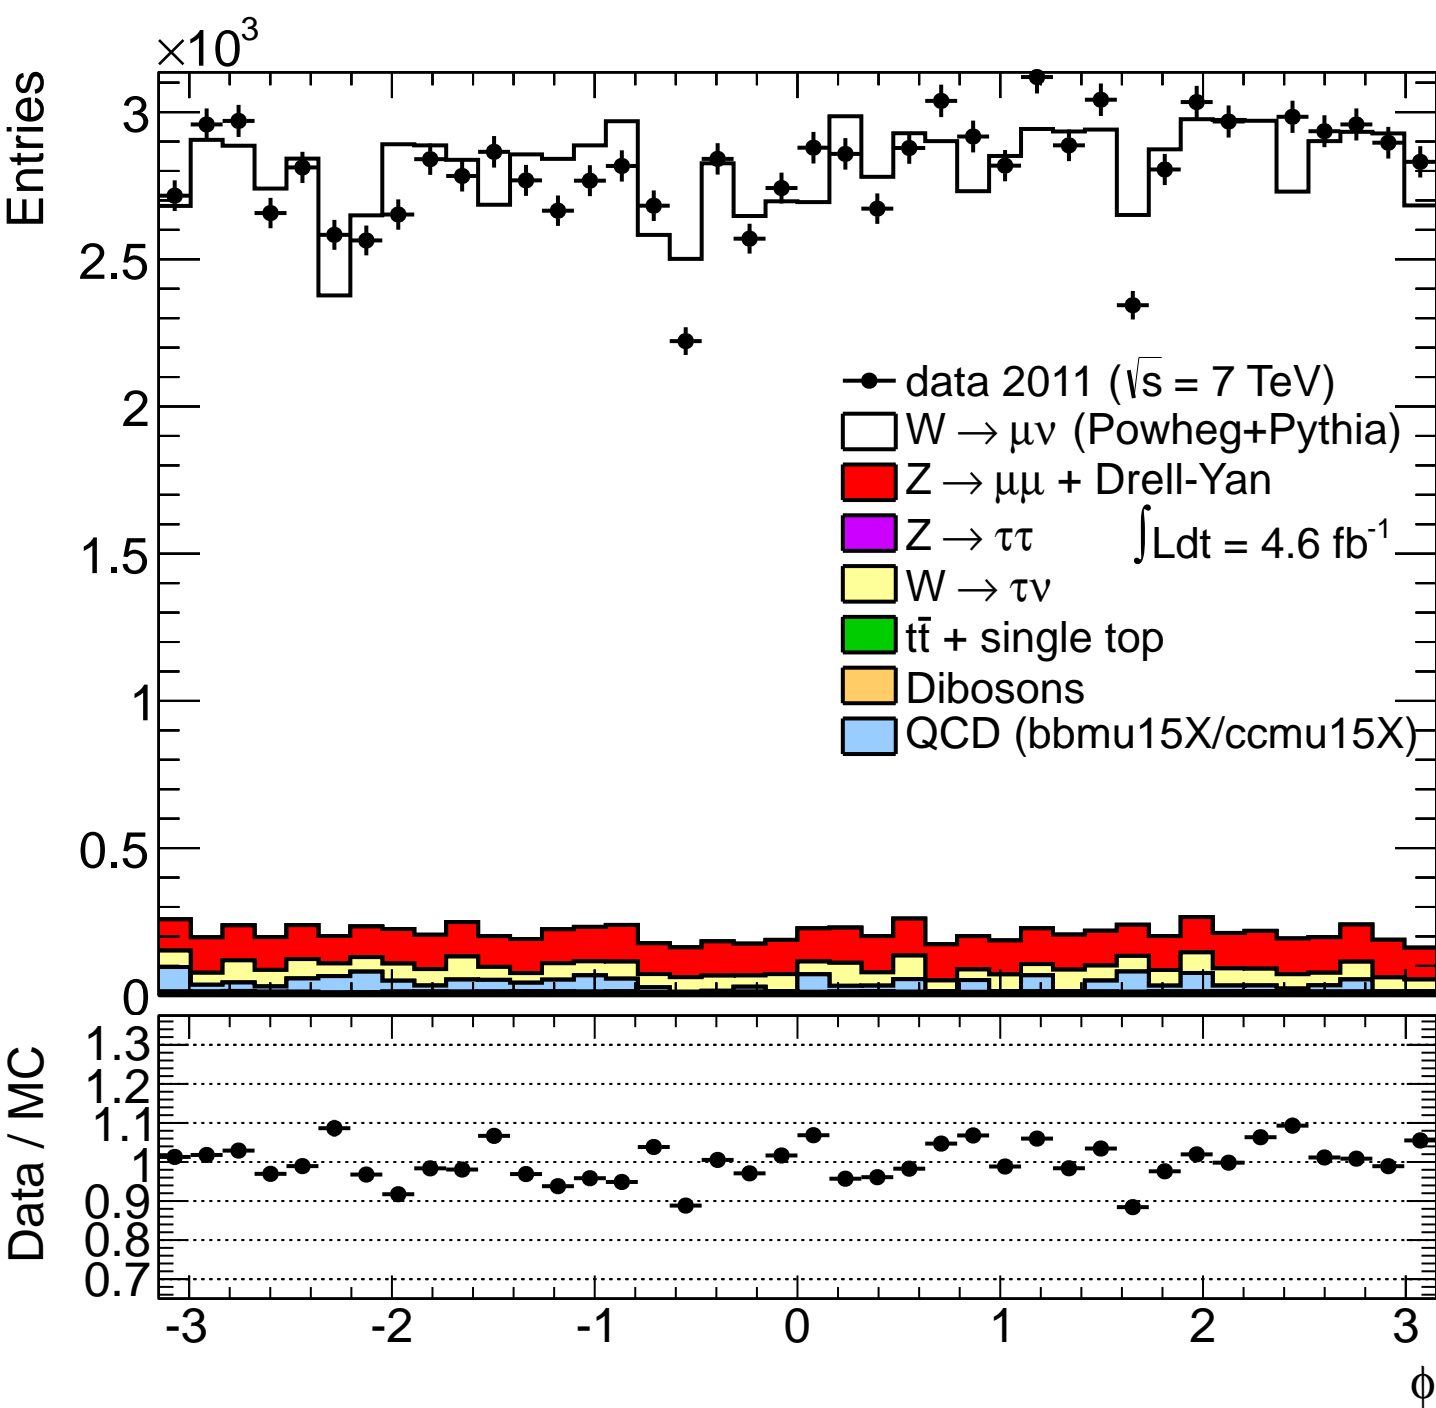 ×10³
Entries
3
2.5
2
1.5
1
0.5
0
data 2011 (√s = 7 TeV)
W → μν (Powheg+Pythia)
Z → μμ + Drell-Yan
Z → ττ
∫Ldt = 4.6 fb⁻¹
W → τν
tt̄ + single top
Dibosons
QCD (bbmu15X/ccmu15X)
Data / MC
1.3
1.2
1.1
1
0.9
0.8
0.7
-3 -2 -1 0 1 2 3
ϕ